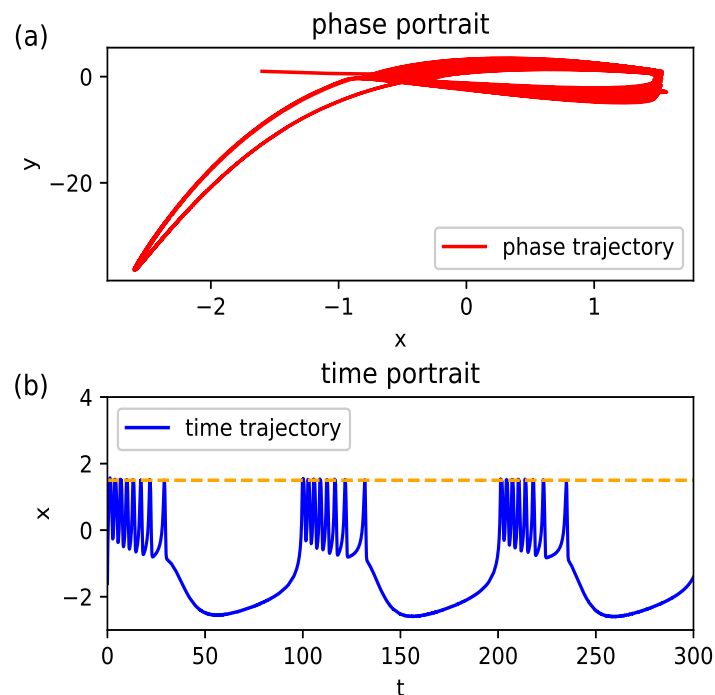 (a)
phase portrait
0
−20
y
phase trajectory
−2 −1 0 1
x
(b)
time portrait
4
2
0
−2
x
time trajectory
0 50 100 150 200 250 300
t